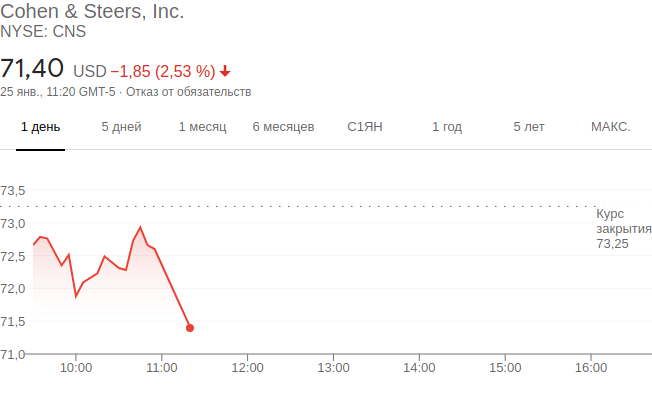 Cohen & Steers, Inc.
NYSE: CNS
71,40 USD −1,85 (2,53 %)
25 янв., 11:20 GMT-5 · Отказ от обязательств
1 день 5 дней 1 месяц 6 месяцев С1ЯН 1 год 5 лет МАКС.
73,5
Курс
закрытия
73,25
73,0
72,5
72,0
71,5
71,0
10:00 11:00 12:00 13:00 14:00 15:00 16:00